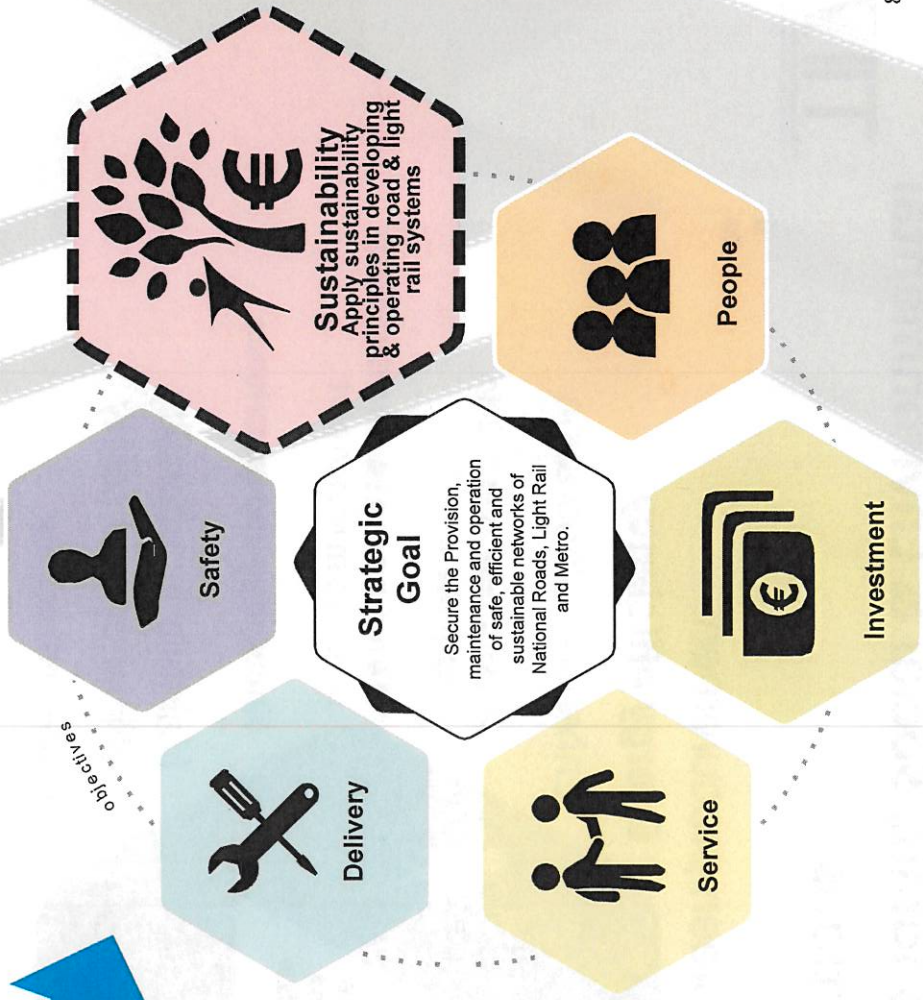 objectives
Safety
Sustainability
Apply sustainability
principles in developing
& operating road & light
rail systems
€
Delivery
Strategic
Goal
Secure the Provision,
maintenance and operation
of safe, efficient and
sustainable networks of
National Roads, Light Rail
and Metro.
People
Service
Investment
€